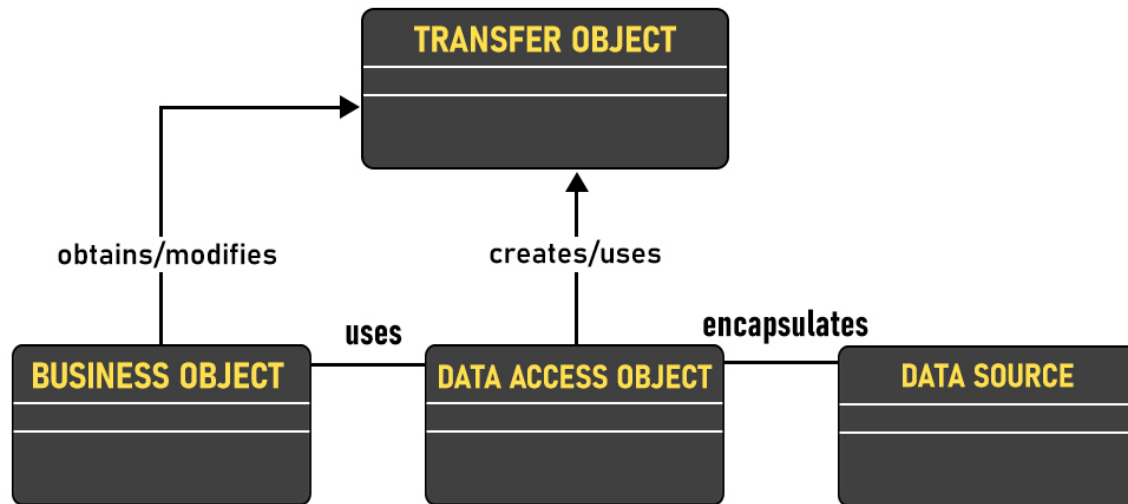 TRANSFER OBJECT
obtains/modifies
creates/uses
uses
encapsulates
BUSINESS OBJECT
DATA ACCESS OBJECT
DATA SOURCE